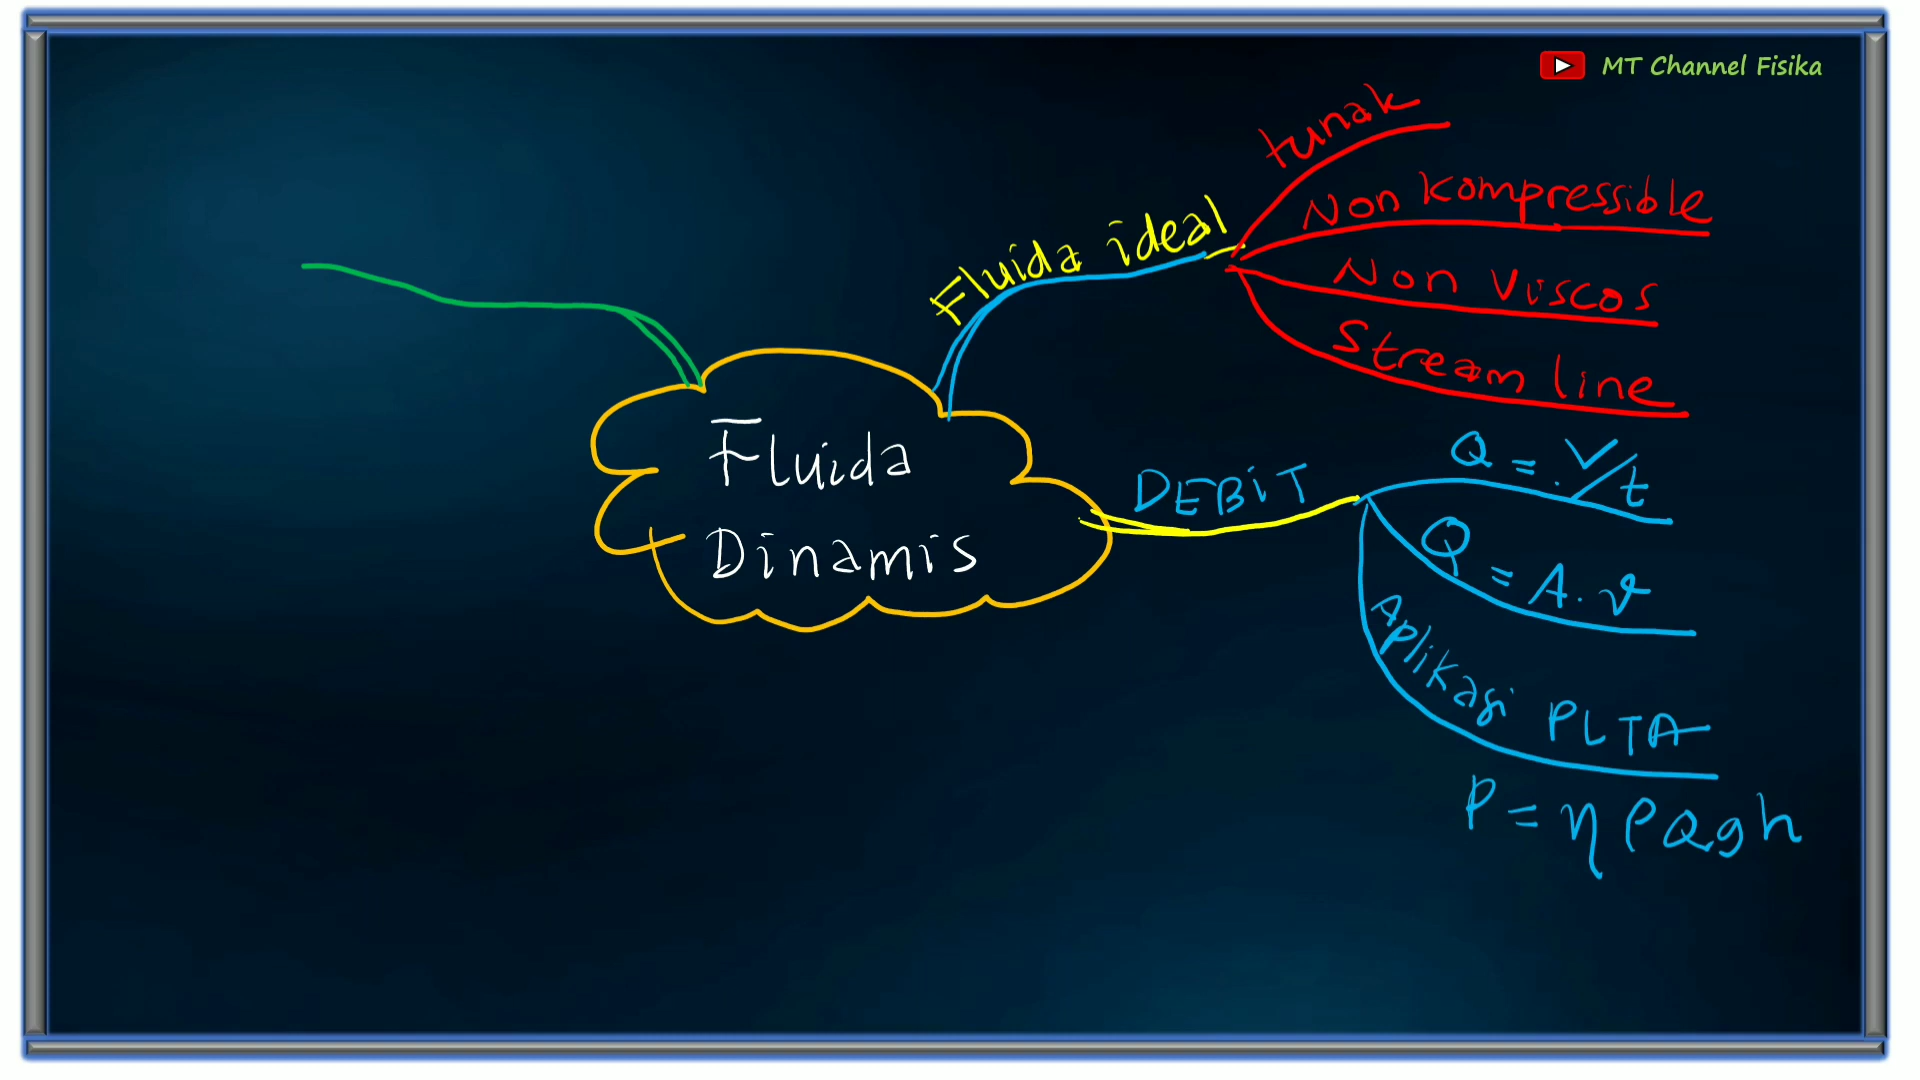 MT Channel Fisika
tunak
Non Kompressible
Fluida ideal
Non Viscos
Stream line
Fluida
Dinamis
DEBiT
Q = V/t
Q = A.v
Aplikasi PLTA
P = η ρ Q g h